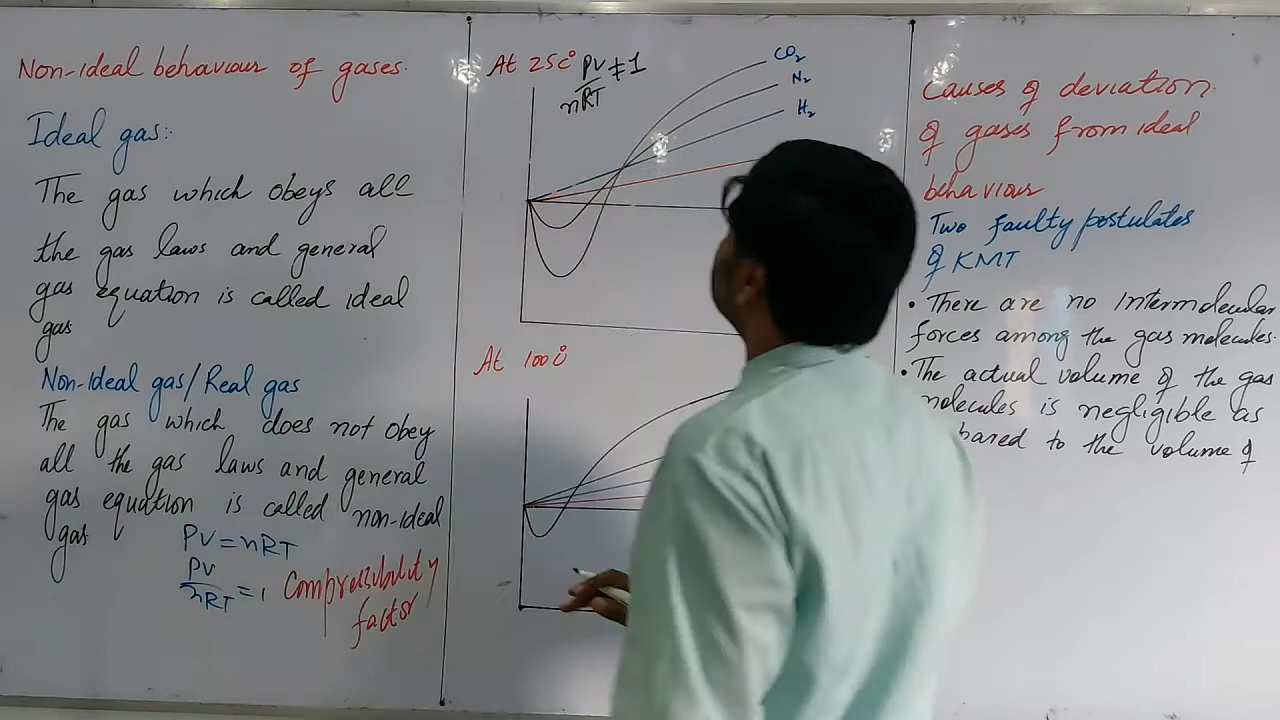 Non-ideal behaviour of gases.
Ideal gas:-
The gas which obeys all
the gas laws and general
gas equation is called ideal
gas
Non-Ideal gas/Real gas
The gas which does not obey
all the gas laws and general
gas equation is called non-ideal
gas
PV=nRT
PV
nRT =1 Compressibility
factor
At 25C° PV ≠1
nRT
CO₂
N₂
H₂
At 100C°
Causes of deviation
of gases from ideal
behaviour
Two faulty postulates
of KMT
• There are no intermolecular
forces among the gas molecules.
• The actual volume of the gas
molecules is negligible as
to the volume of